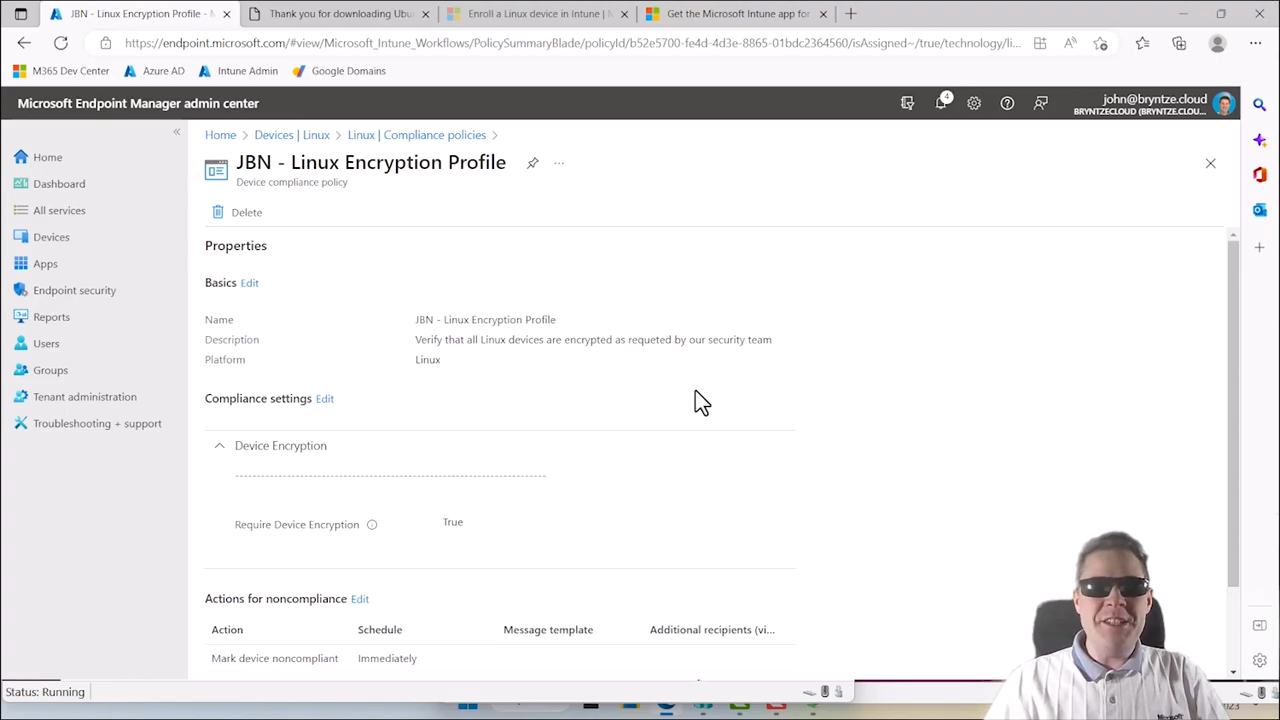 JBN - Linux Encryption Profile - M
Thank you for downloading Ubu
Enroll a Linux device in Intune | M
Get the Microsoft Intune app for
https://endpoint.microsoft.com/#view/Microsoft_Intune_Workflows/PolicySummaryBlade/policyId/b52e5700-fe4d-4d3e-8865-01bdc2364560/isAssigned~/true/technology/li...
M365 Dev Center
Azure AD
Intune Admin
Google Domains
Microsoft Endpoint Manager admin center
4
john@bryntze.cloud
BRYNTZECLOUD (BRYNTZE.CLOU...
Home
Dashboard
All services
Devices
Apps
Endpoint security
Reports
Users
Groups
Tenant administration
Troubleshooting + support
Home > Devices | Linux > Linux | Compliance policies >
JBN - Linux Encryption Profile
Device compliance policy
Delete
Properties
Basics Edit
Name JBN - Linux Encryption Profile
Description Verify that all Linux devices are encrypted as requeted by our security team
Platform Linux
Compliance settings Edit
Device Encryption
Require Device Encryption True
Actions for noncompliance Edit
Action Schedule Message template Additional recipients (vi...
Mark device noncompliant Immediately
Status: Running